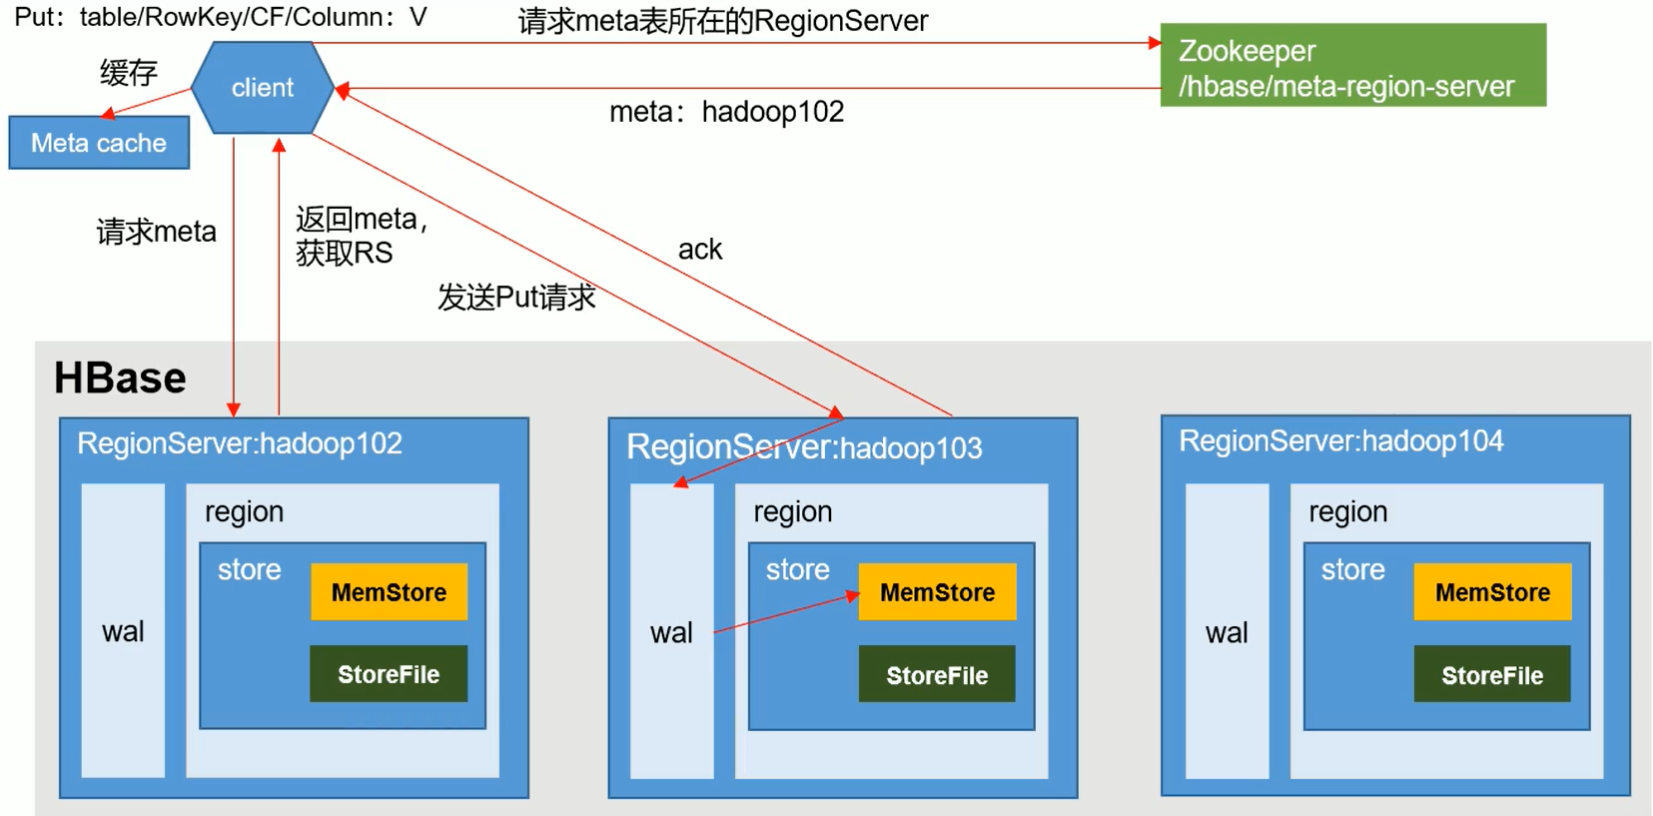 Put：table/RowKey/CF/Column：V
请求meta表所在的RegionServer
缓存
client
Zookeeper
/hbase/meta-region-server
meta：hadoop102
Meta cache
请求meta
返回meta，
获取RS
ack
发送Put请求
HBase
RegionServer:hadoop102
wal
region
store
MemStore
StoreFile
RegionServer:hadoop103
wal
region
store
MemStore
StoreFile
RegionServer:hadoop104
wal
region
store
MemStore
StoreFile